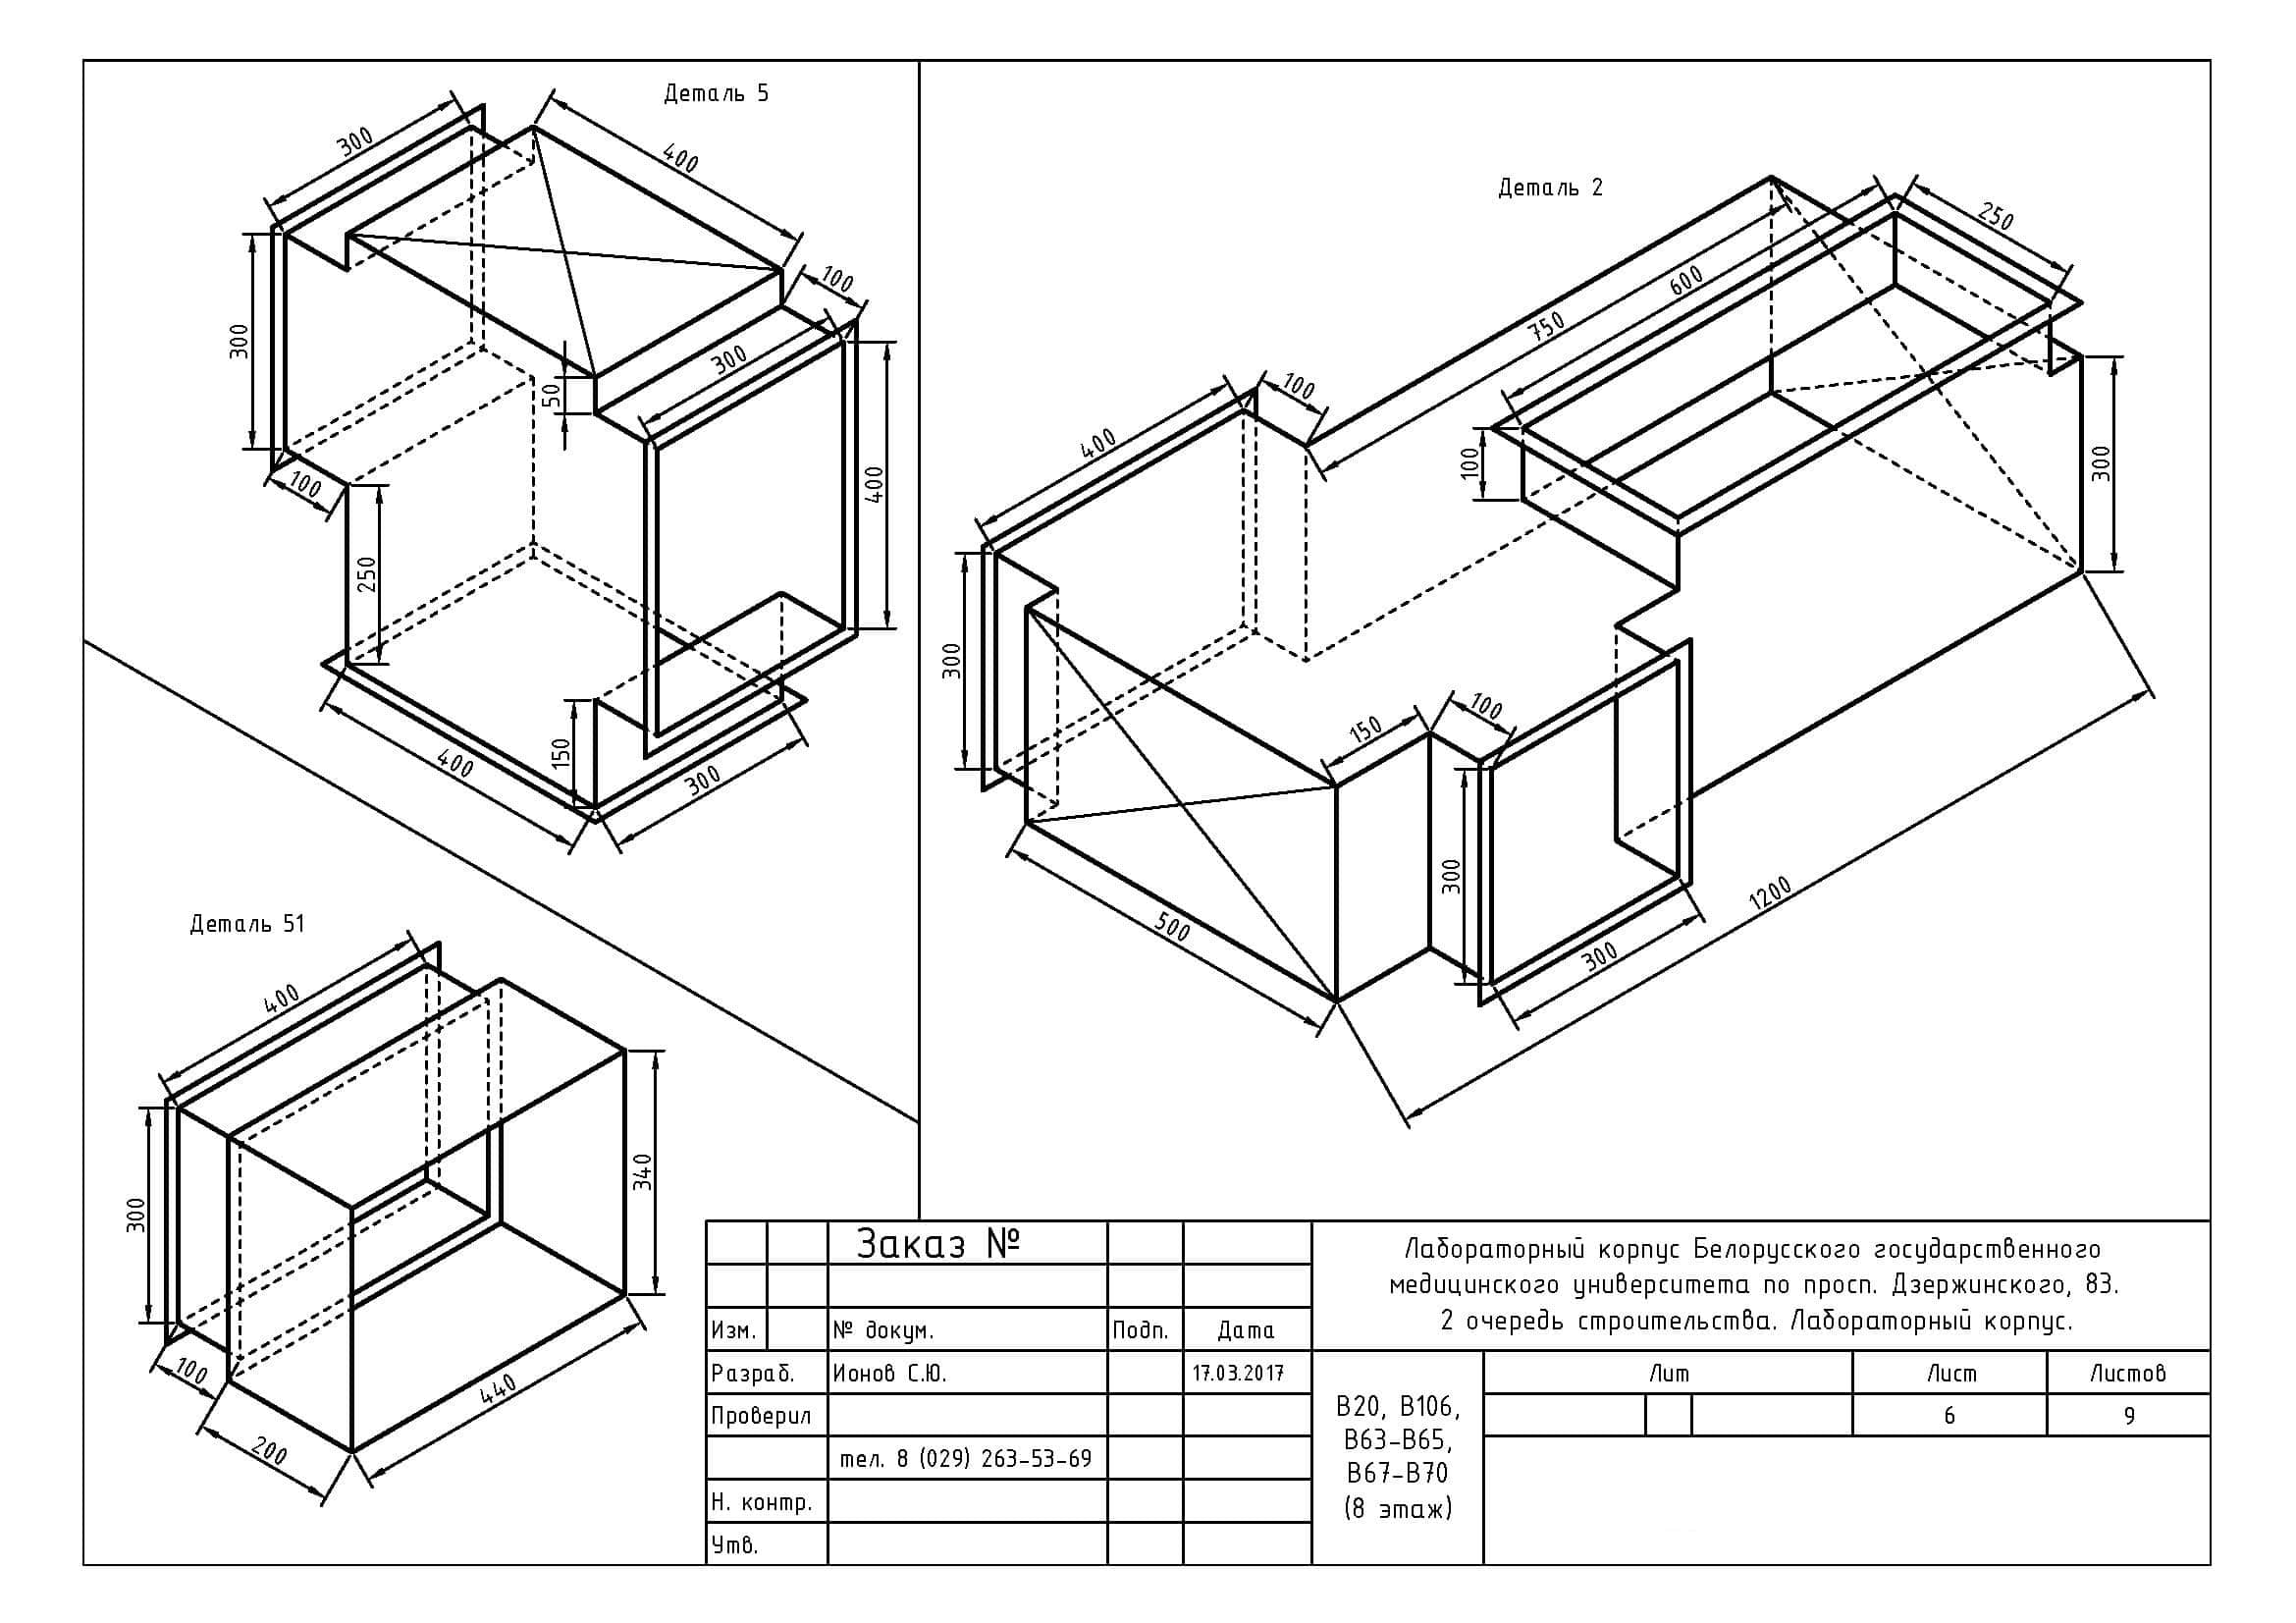 Деталь 5
300
400
100
300
300
50
400
100
250
150
400
300
Деталь 2
250
600
750
100
400
100
300
300
150
100
300
500
300
1200
Деталь 51
400
300
340
100
440
200
Заказ №
Изм.
№ докум.
Подп.
Дата
Разраб.
Ионов С.Ю.
17.03.2017
Проверил
тел. 8 (029) 263-53-69
Н. контр.
Утв.
Лабораторный корпус Белорусского государственного
медицинского университета по просп. Дзержинского, 83.
2 очередь строительства. Лабораторный корпус.
В20, В106,
В63-В65,
В67-В70
(8 этаж)
Лит
Лист
Листов
6
9